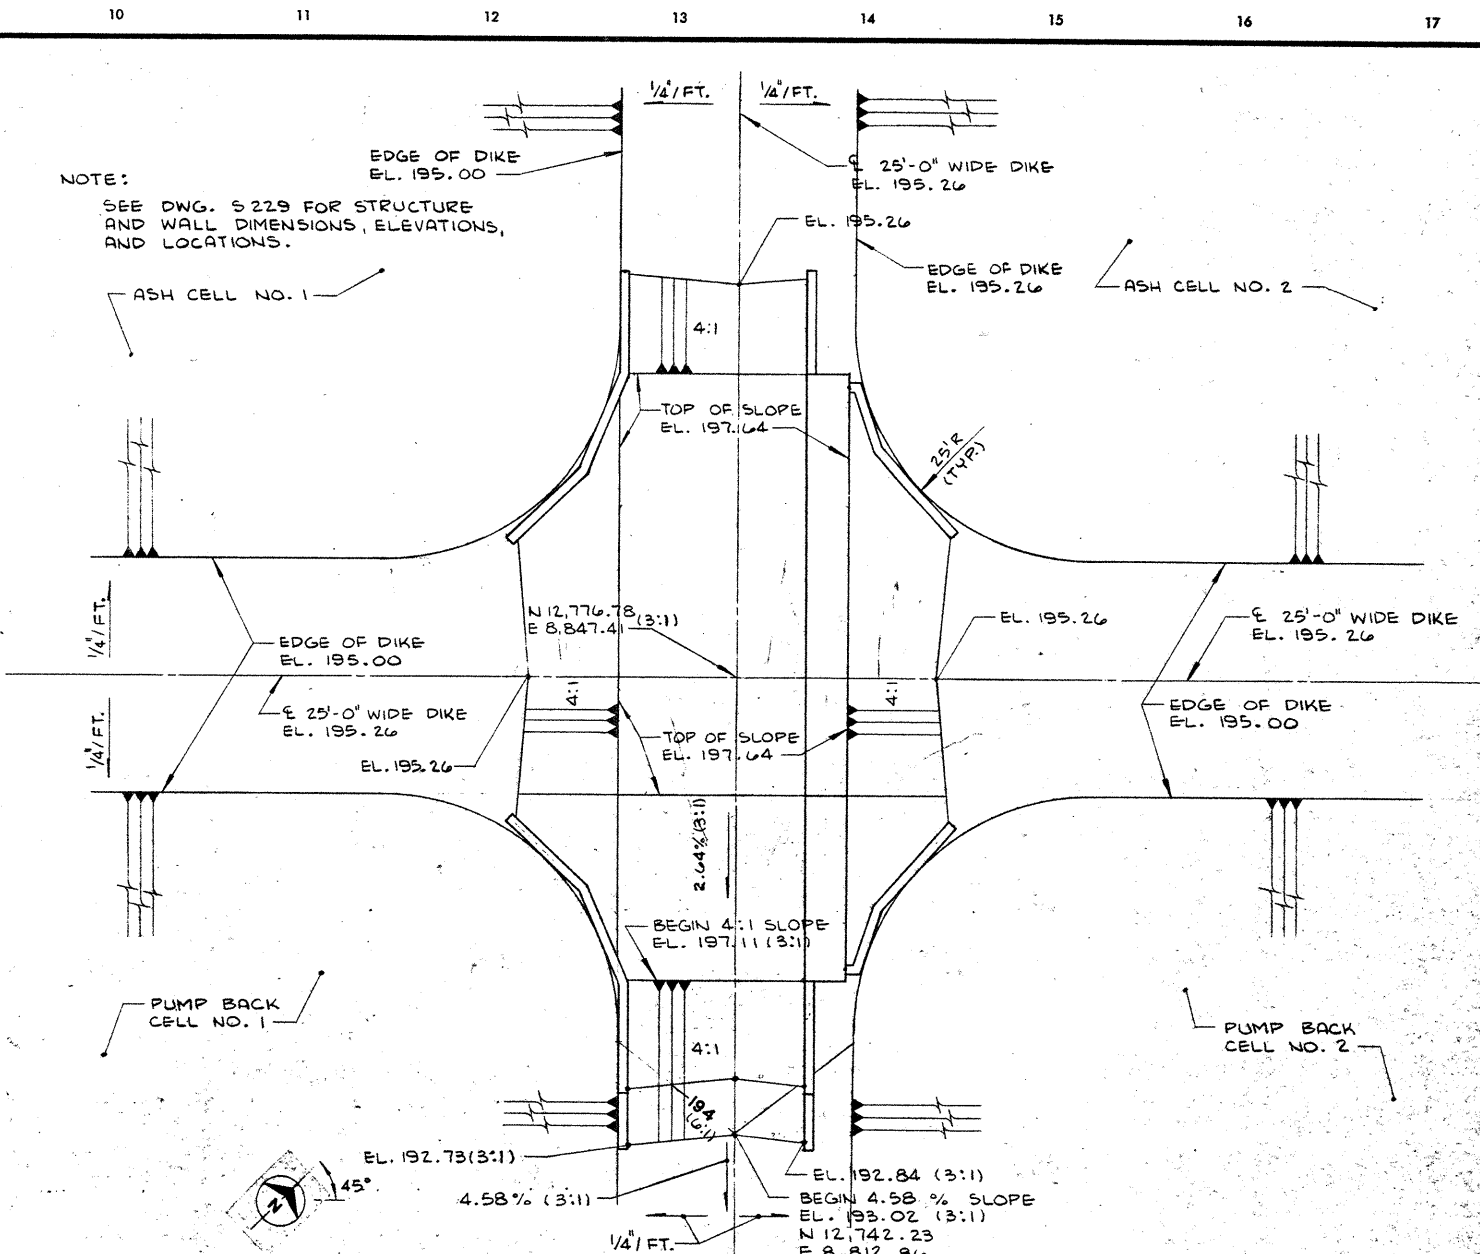 10 11 12 13 14 15 16 17
1/4"/FT. 1/4"/FT.
EDGE OF DIKE
EL. 195.00
℄ 25'-0" WIDE DIKE
EL. 195.26
NOTE:
SEE DWG. S229 FOR STRUCTURE
AND WALL DIMENSIONS, ELEVATIONS,
AND LOCATIONS.
EL. 195.26
EDGE OF DIKE
EL. 195.26
ASH CELL NO. 1
ASH CELL NO. 2
4:1
TOP OF SLOPE
EL. 197.64
25'R
(TYP.)
1/4"/FT.
N 12,776.78 (3:1)
E 8,847.41
EL. 195.26
℄ 25'-0" WIDE DIKE
EL. 195.26
EDGE OF DIKE
EL. 195.00
4:1
4:1
℄ 25'-0" WIDE DIKE
EL. 195.26
EDGE OF DIKE
EL. 195.00
1/4"/FT.
TOP OF SLOPE
EL. 197.64
EL. 195.26
2.64% (3:1)
BEGIN 4:1 SLOPE
EL. 197.11 (3:1)
PUMP BACK
CELL NO. 1
PUMP BACK
CELL NO. 2
4:1
194
(6:1)
EL. 192.73 (3:1)
EL. 192.84 (3:1)
45°
N
4.58% (3:1)
BEGIN 4.58 % SLOPE
EL. 193.02 (3:1)
N 12,742.23
1/4"/FT.
E 8,812.